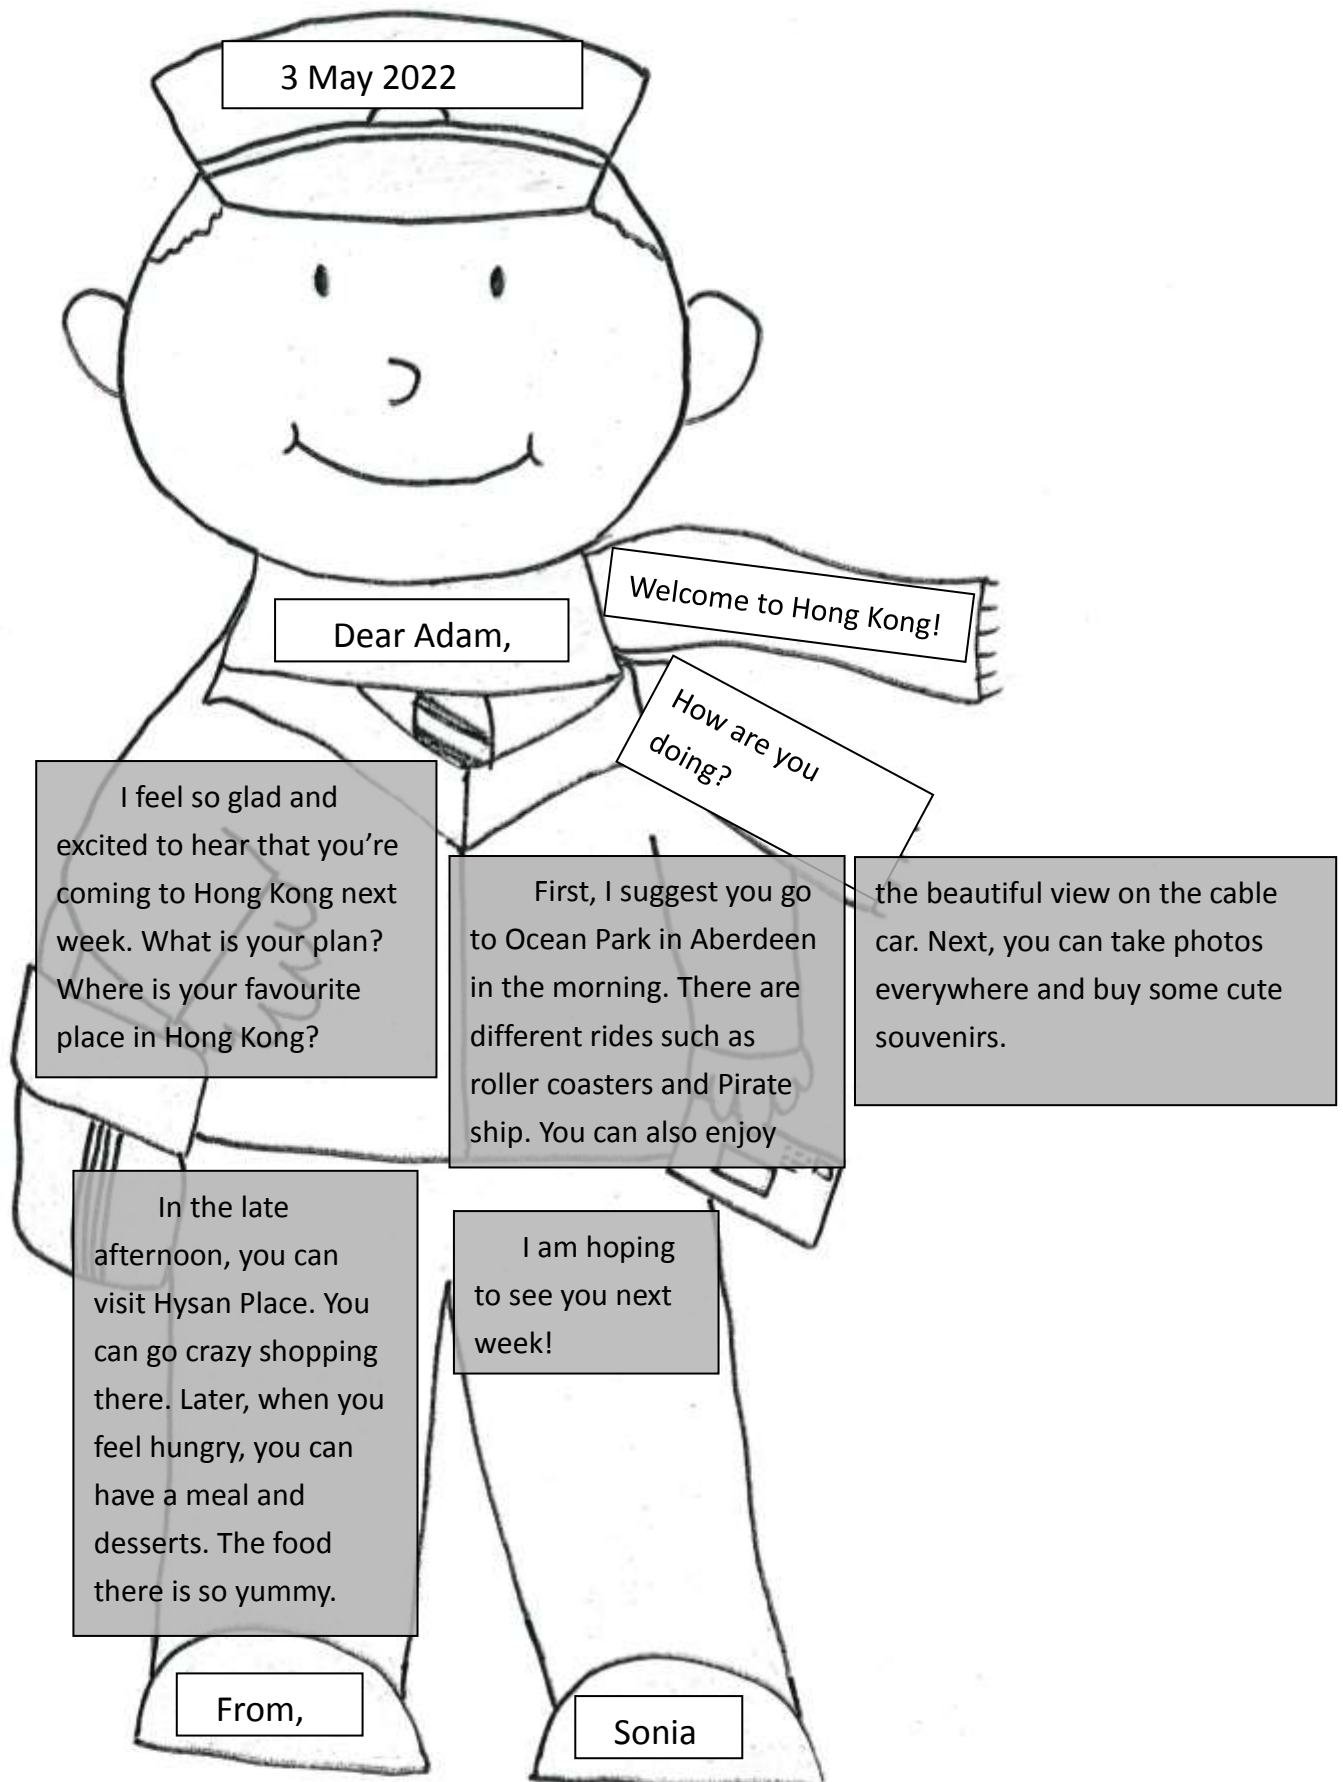 3 May 2022
Dear Adam,
Welcome to Hong Kong!
How are you
doing?
I feel so glad and
excited to hear that you’re
coming to Hong Kong next
week. What is your plan?
Where is your favourite
place in Hong Kong?
First, I suggest you go
to Ocean Park in Aberdeen
in the morning. There are
different rides such as
roller coasters and Pirate
ship. You can also enjoy
the beautiful view on the cable
car. Next, you can take photos
everywhere and buy some cute
souvenirs.
In the late
afternoon, you can
visit Hysan Place. You
can go crazy shopping
there. Later, when you
feel hungry, you can
have a meal and
desserts. The food
there is so yummy.
I am hoping
to see you next
week!
From,
Sonia